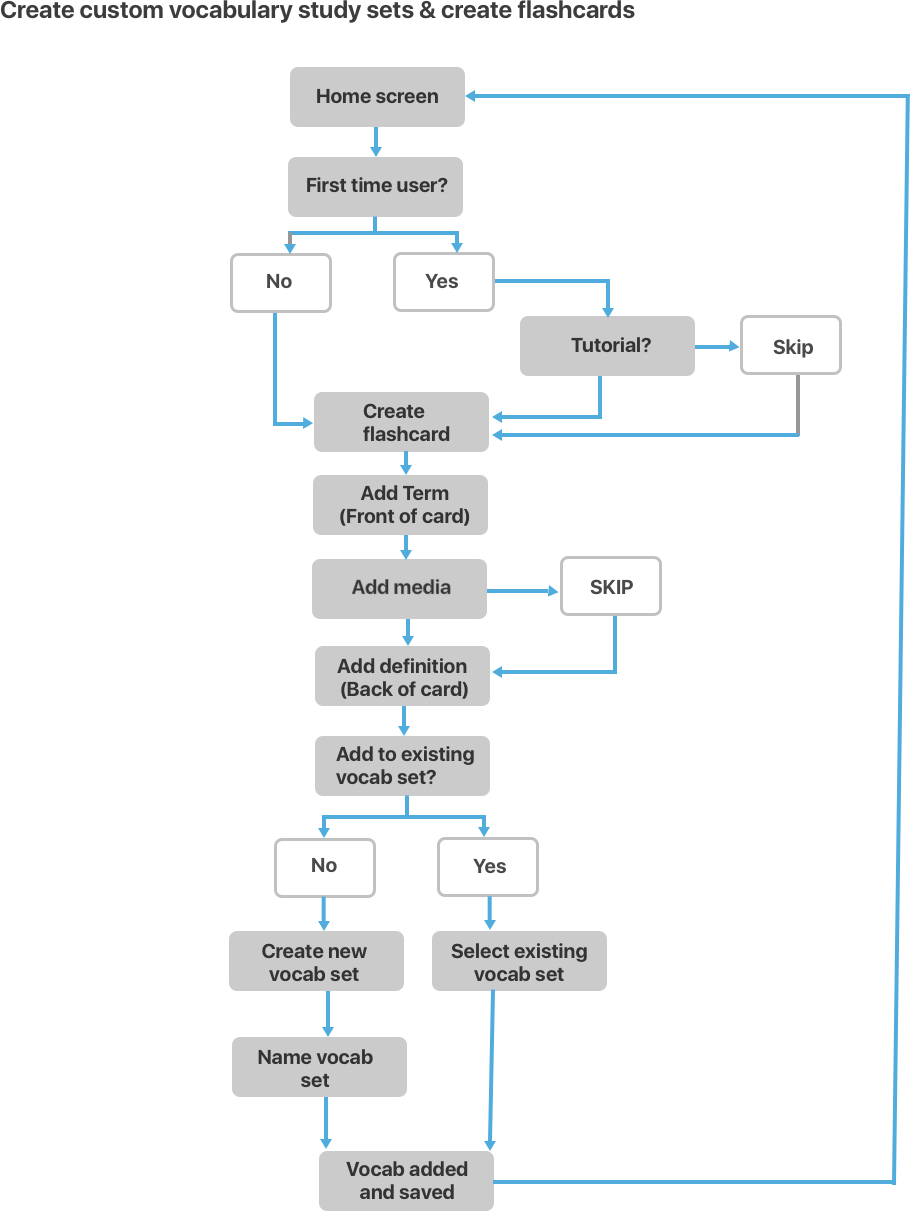 Create custom vocabulary study sets & create flashcards
Home screen
First time user?
No
Yes
Tutorial?
Skip
Create
flashcard
Add Term
(Front of card)
Add media
SKIP
Add definition
(Back of card)
Add to existing
vocab set?
No
Yes
Create new
vocab set
Select existing
vocab set
Name vocab
set
Vocab added
and saved